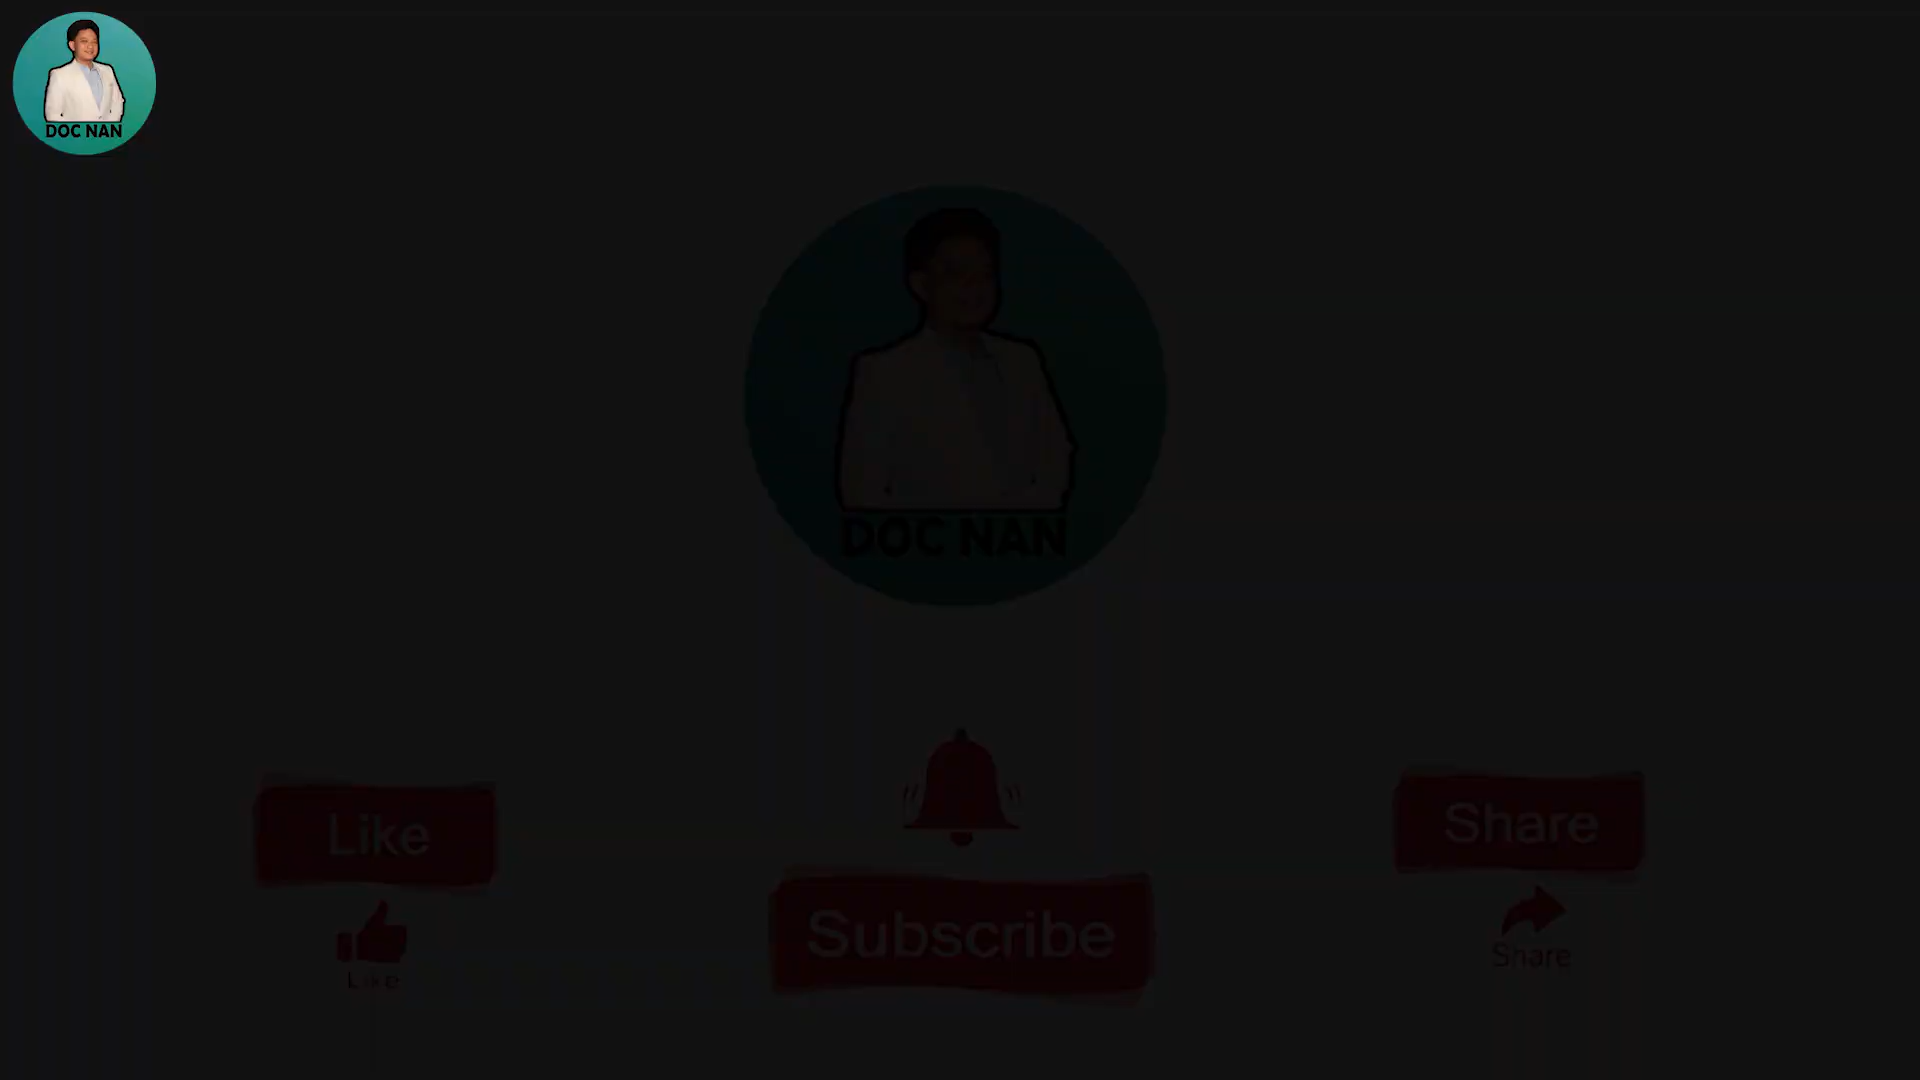 DOC NAN
DOC NAN
Like
Like
Subscribe
Share
Share